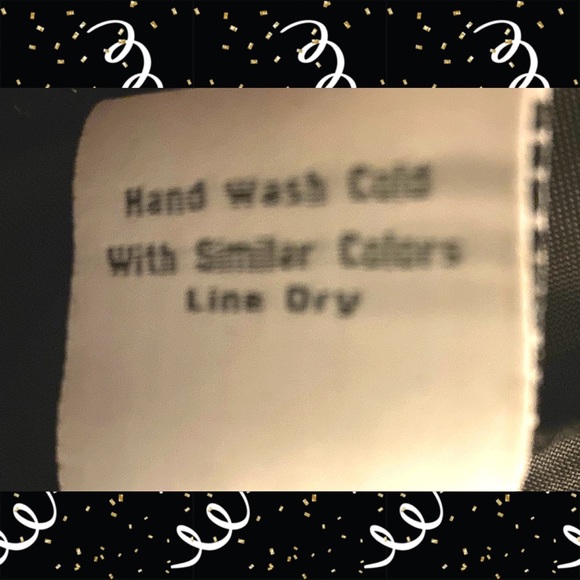 Hand Wash Cold
With Similar Colors
Line Dry